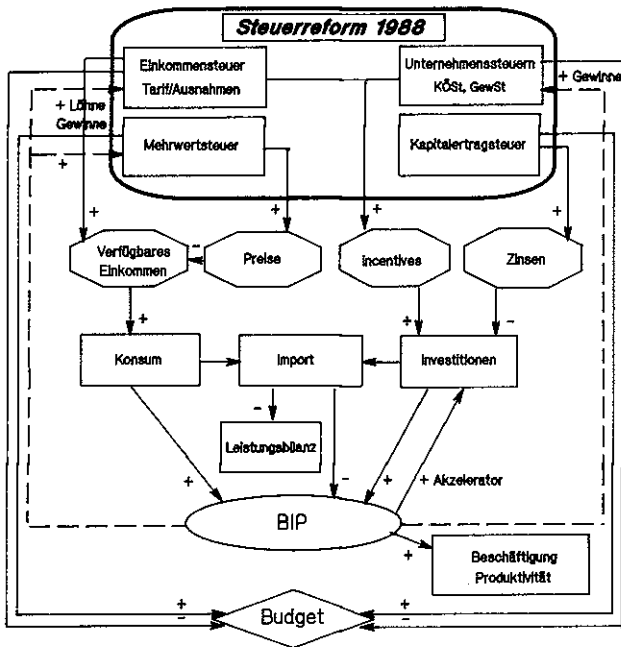 Steuerreform 1988
Einkommensteuer
Tarif/Ausnahmen
Unternehmenssteuern
KÖSt, GewSt
+ Gewinne
+ Löhne
Gewinne
+
Mehrwertsteuer
Kapitalertragsteuer
+
+
+
+
Verfügbares
Einkommen
-
Preise
Incentives
Zinsen
+
+
-
Konsum
Import
Investitionen
-
Leistungsbilanz
+
-
+
+ Akzelerator
BIP
+
Beschäftigung
Produktivität
+
-
Budget
+
-